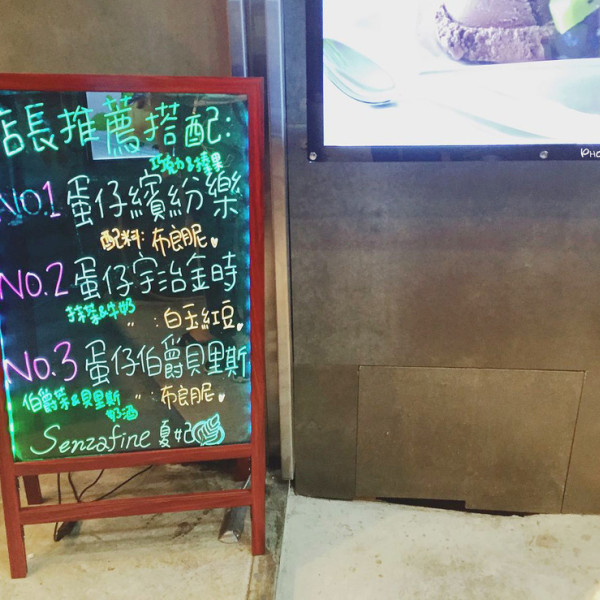 店長推薦搭配:
巧克力&榛果
NO.1 蛋仔繽紛樂
配料: 布朗尼
NO.2 蛋仔宇治金時
抹茶&牛奶
〃 : 白玉紅豆
NO.3 蛋仔伯爵貝里斯
伯爵茶&貝里斯奶酒
〃 : 布朗尼
Senzafine 夏妃